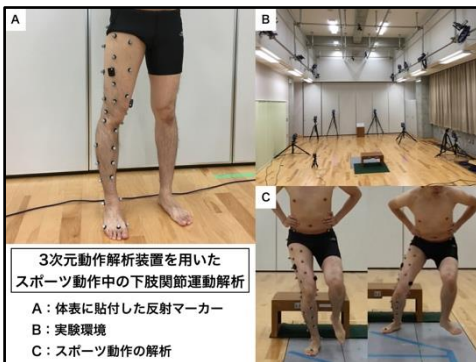 A
B
C
3次元動作解析装置を用いた
スポーツ動作中の下肢関節運動解析
A：体表に貼付した反射マーカー
B：実験環境
C：スポーツ動作の解析